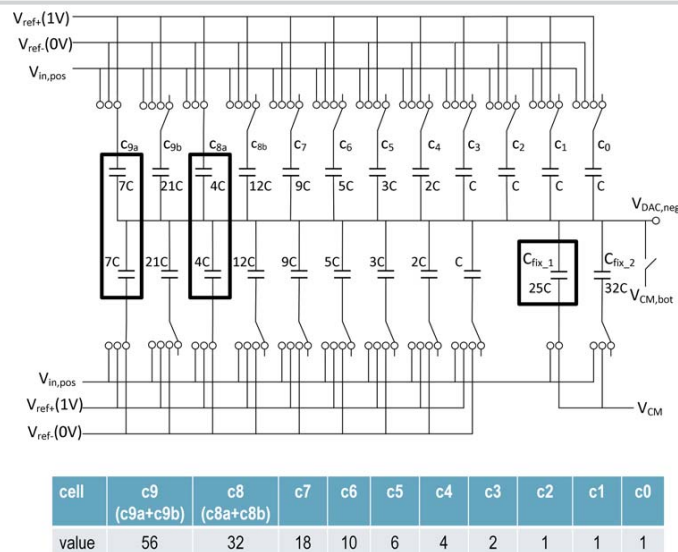 Vref+(1V)
Vref-(0V)
Vin,pos
c9a c9b c8a c8b c7 c6 c5 c4 c3 c2 c1 c0
7C 21C 4C 12C 9C 5C 3C 2C C C C C
VDAC,neg
7C 21C 4C 12C 9C 5C 3C 2C C Cfix_1 Cfix_2
25C 32C VCM,bot
Vin,pos
Vref+(1V)
VCM
Vref-(0V)
cell c9 (c9a+c9b) c8 (c8a+c8b) c7 c6 c5 c4 c3 c2 c1 c0
value 56 32 18 10 6 4 2 1 1 1